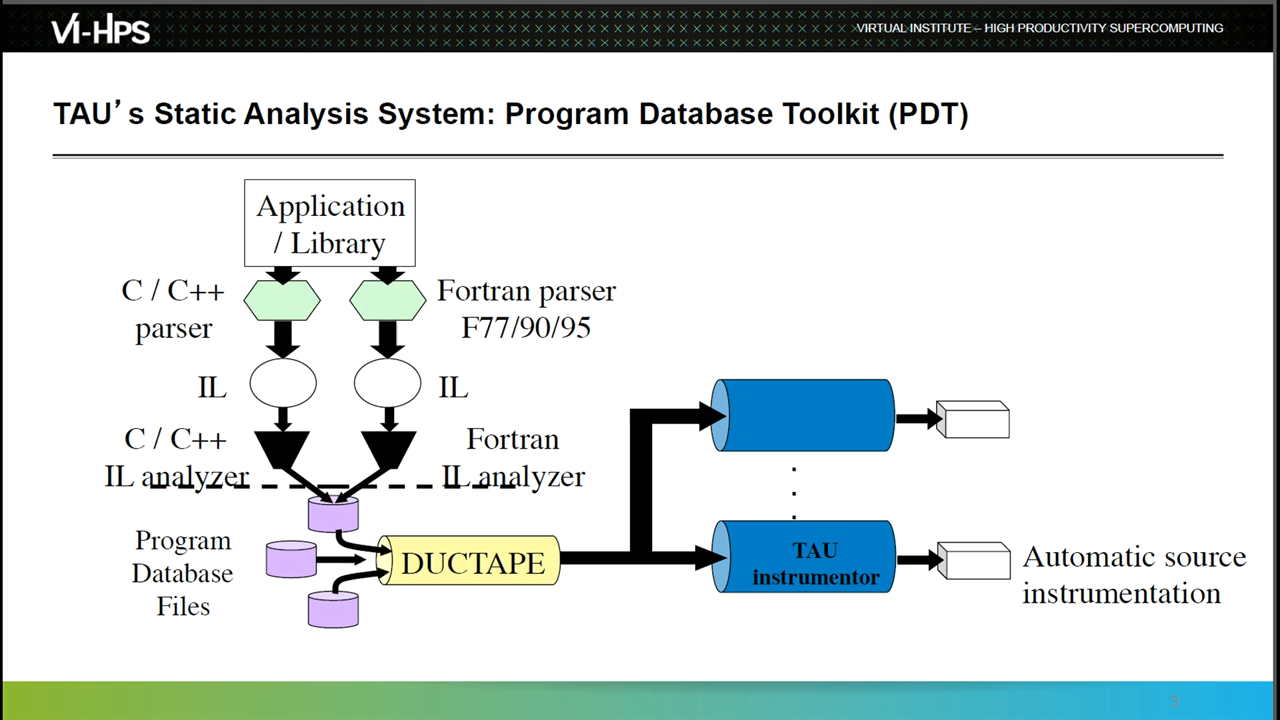 VI-HPS
VIRTUAL INSTITUTE – HIGH PRODUCTIVITY SUPERCOMPUTING
TAU’s Static Analysis System: Program Database Toolkit (PDT)
Application
/ Library
C / C++
parser
Fortran parser
F77/90/95
IL
IL
C / C++
IL analyzer
Fortran
IL analyzer
Program
Database
Files
DUCTAPE
TAU
instrumentor
Automatic source
instrumentation
3